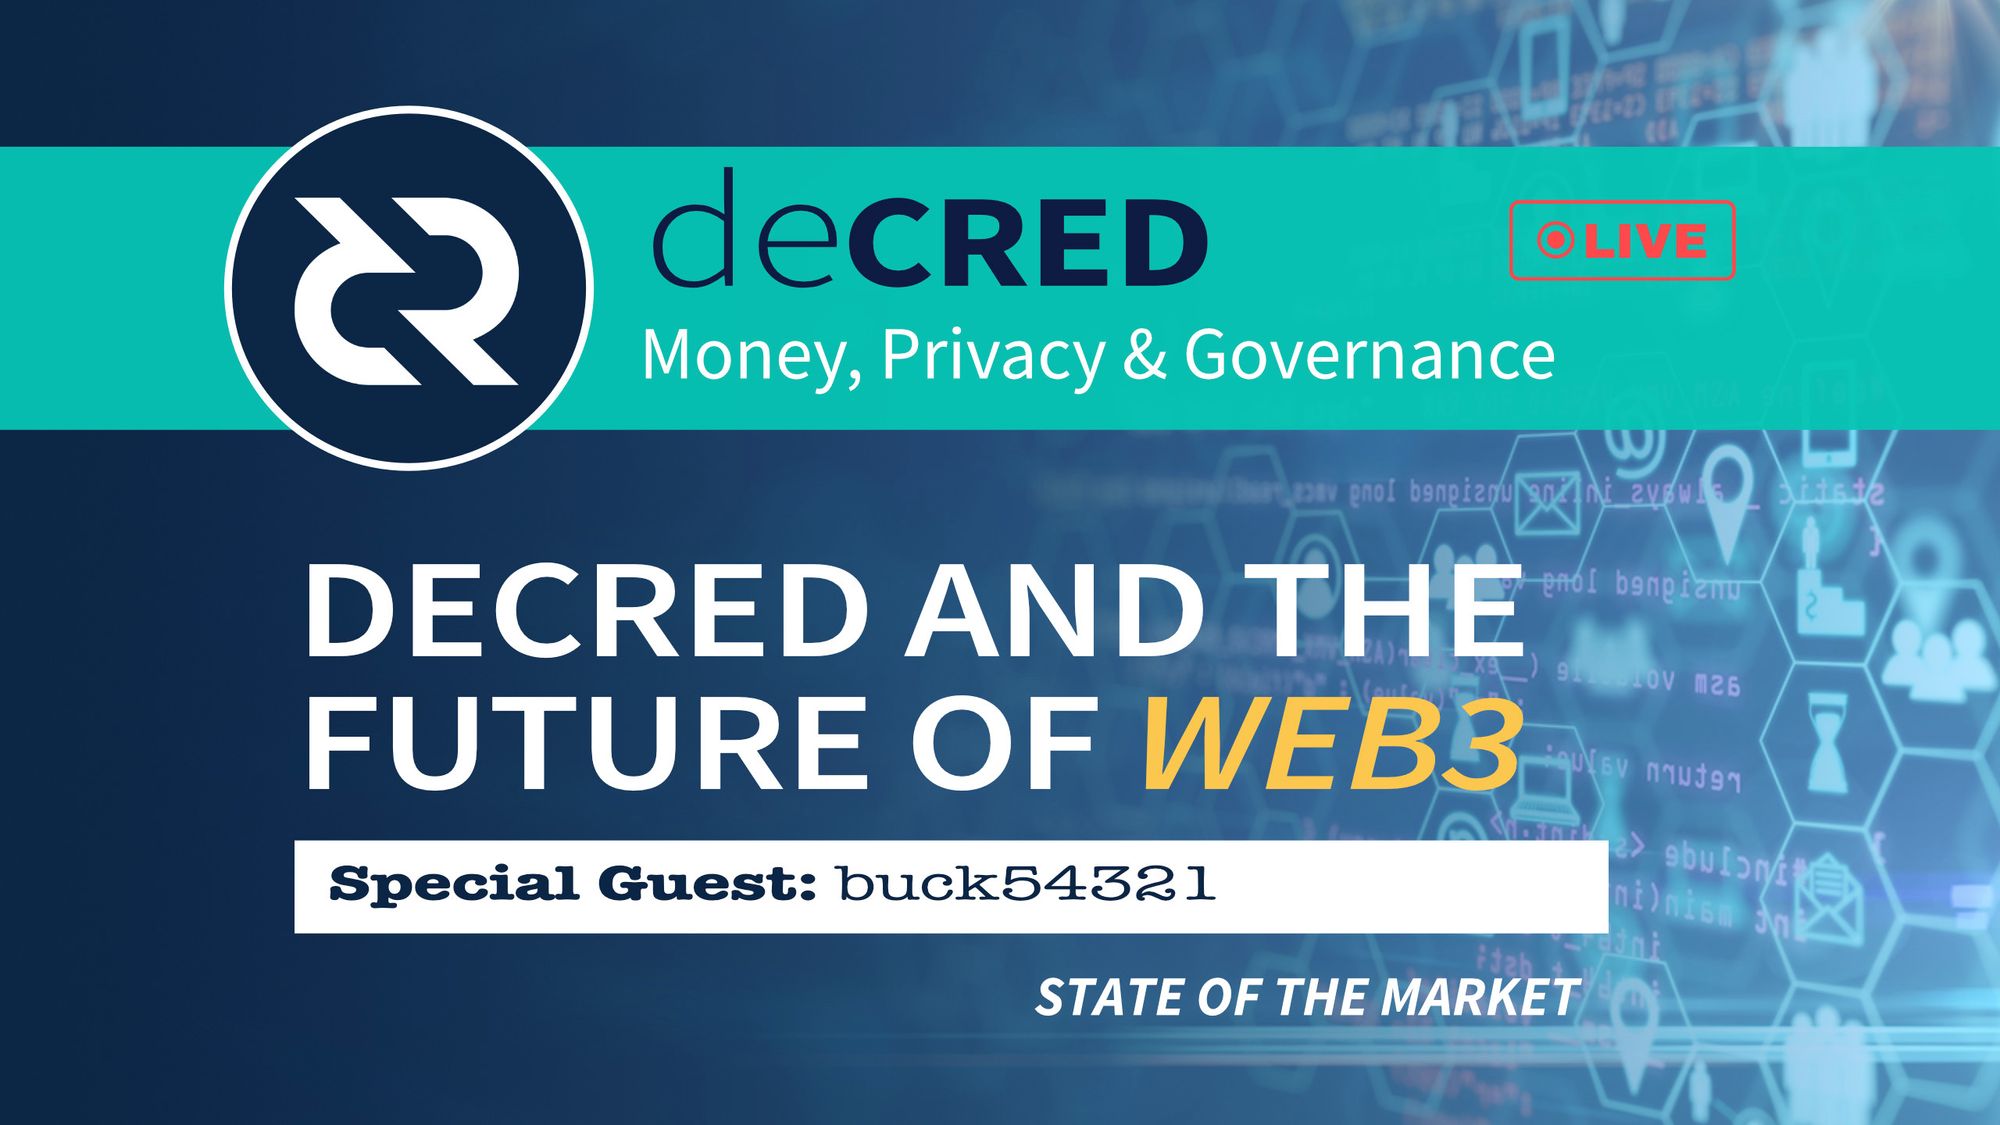 deCRED
LIVE
Money, Privacy & Governance
DECRED AND THE
FUTURE OF WEB3
Special Guest: buck54321
STATE OF THE MARKET